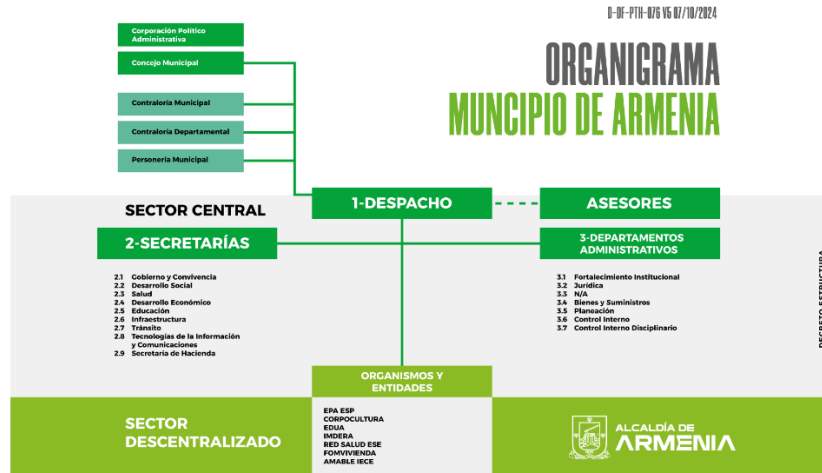 D-DF-PTH-076 V5 07/10/2024
ORGANIGRAMA
MUNCIPIO DE ARMENIA
Corporación Político
Administrativa
Concejo Municipal
Contraloría Municipal
Contraloría Departamental
Personería Municipal
SECTOR CENTRAL
1-DESPACHO
ASESORES
2-SECRETARÍAS
3-DEPARTAMENTOS
ADMINISTRATIVOS
2.1 Gobierno y Convivencia
2.2 Desarrollo Social
2.3 Salud
2.4 Desarrollo Económico
2.5 Educación
2.6 Infraestructura
2.7 Tránsito
2.8 Tecnologías de la Información
y Comunicaciones
2.9 Secretaría de Hacienda
3.1 Fortalecimiento Institucional
3.2 Jurídica
3.3 N/A
3.4 Bienes y Suministros
3.5 Planeación
3.6 Control Interno
3.7 Control Interno Disciplinario
DECRETO ESTRUCTURA
ORGANISMOS Y
ENTIDADES
SECTOR
DESCENTRALIZADO
EPA ESP
CORPOCULTURA
EDUA
IMDERA
RED SALUD ESE
FOMVIVIENDA
AMABLE IECE
ALCALDÍA DE
ARMENIA